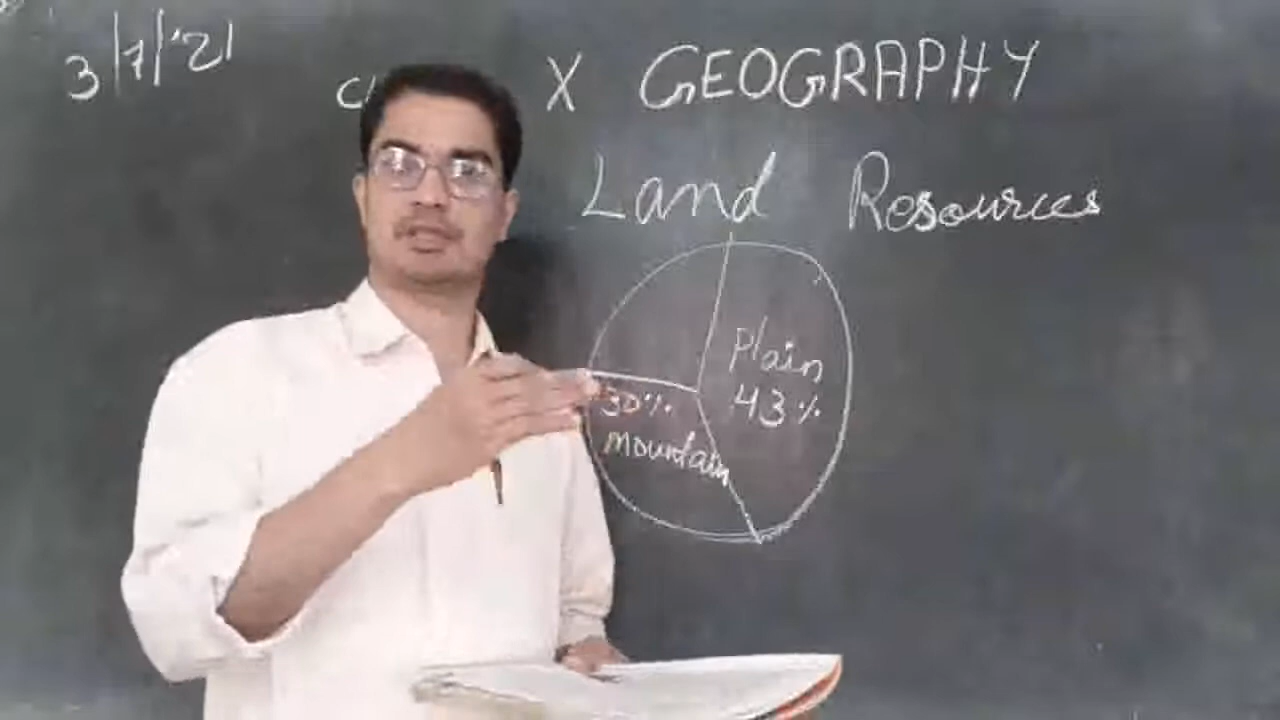 3/7/'21
X GEOGRAPHY
Land Resources
Plain
43%
30%
mountain